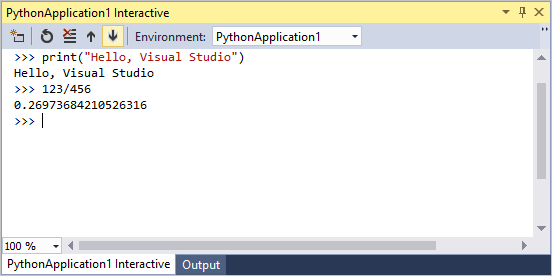 PythonApplication1 Interactive
Environment: PythonApplication1
>>> print("Hello, Visual Studio")
Hello, Visual Studio
>>> 123/456
0.26973684210526316
>>>
100 %
PythonApplication1 Interactive Output